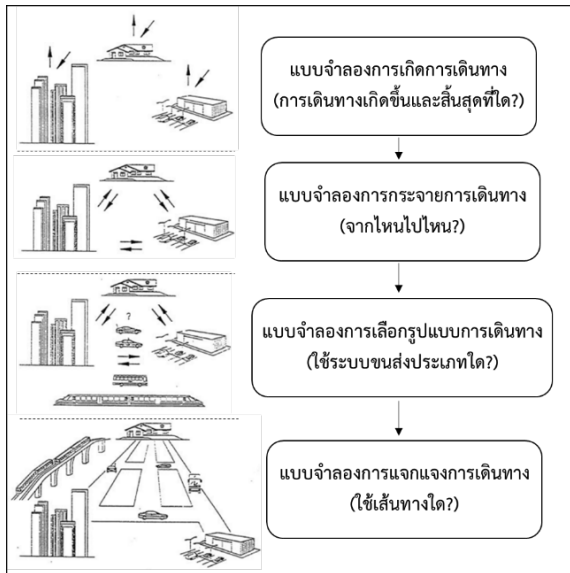 แบบจำลองการเกิดการเดินทาง
(การเดินทางเกิดขึ้นและสิ้นสุดที่ใด?)
แบบจำลองการกระจายการเดินทาง
(จากไหนไปไหน?)
?
แบบจำลองการเลือกรูปแบบการเดินทาง
(ใช้ระบบขนส่งประเภทใด?)
แบบจำลองการแจกแจงการเดินทาง
(ใช้เส้นทางใด?)